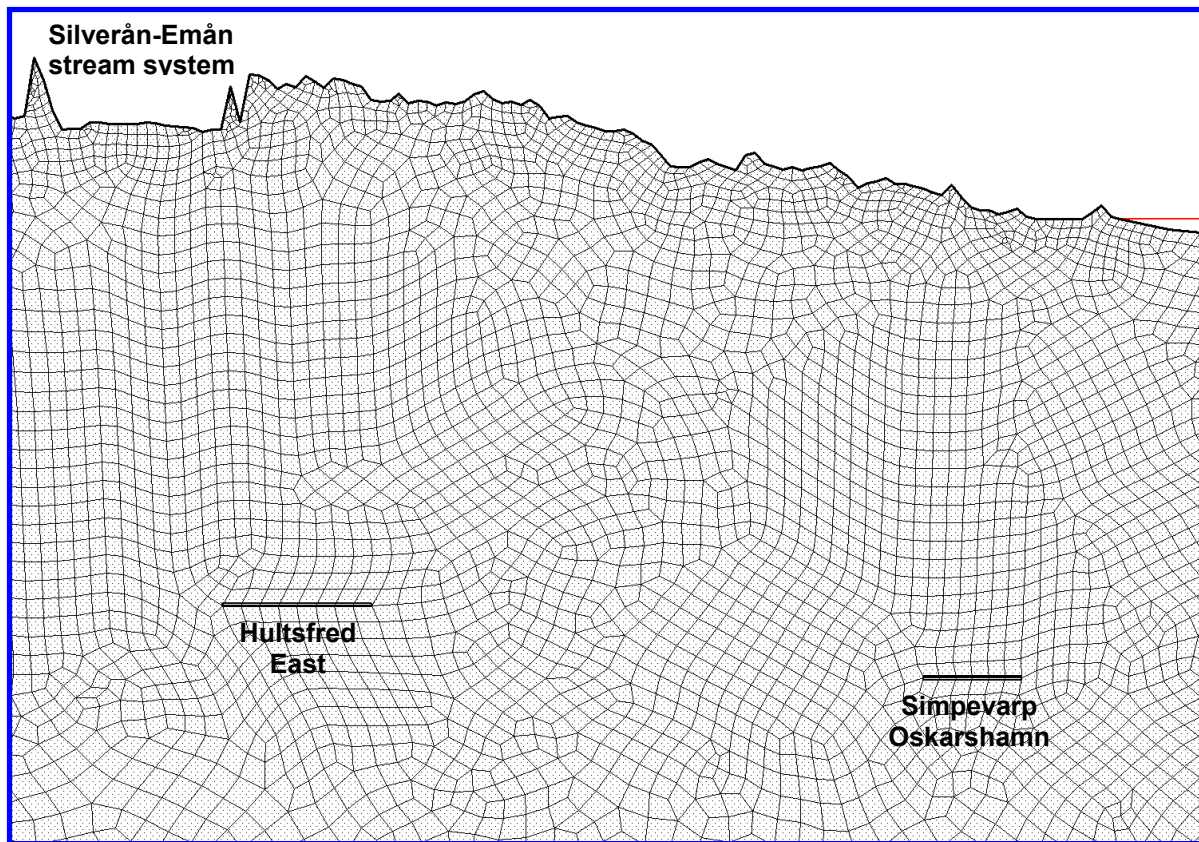 Silverån-Emån
stream system
Hultsfred
East
Simpevarp
Oskarshamn